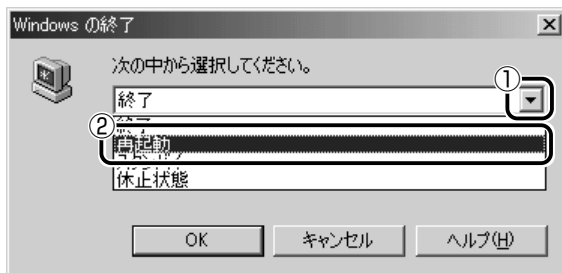 Windows の終了
次の中から選択してください。
①
終了
②
再起動
休止状態
OK
キャンセル
ヘルプ(H)